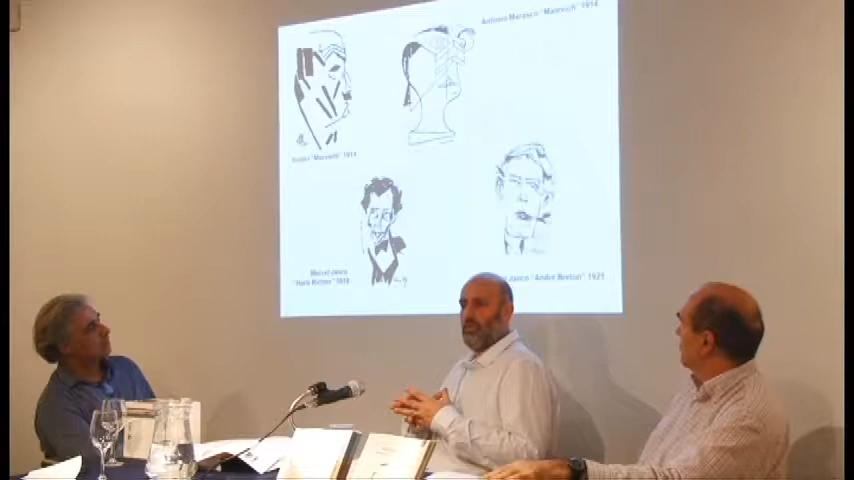 Antonio Marasco "Marinetti" 1914
"Marinetti" 1914
Marcel Janco
"Hans Richter" 1918
Janco "André Breton" 1921